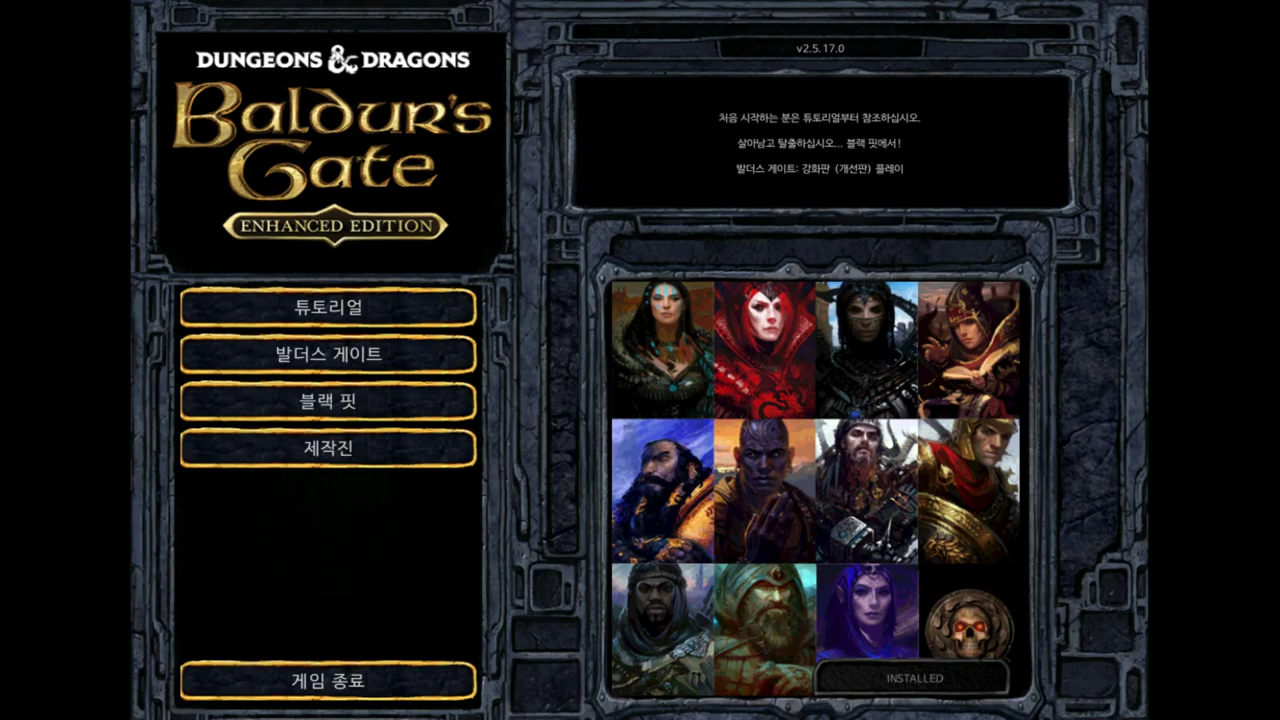 DUNGEONS & DRAGONS
Baldur's
Gate
ENHANCED EDITION
튜토리얼
발더스 게이트
블랙 핏
제작진
게임 종료
v2.5.17.0
처음 시작하는 분은 튜토리얼부터 참조하십시오.
살아남고 탈출하십시오... 블랙 핏에서!
발더스 게이트: 강화판 (개선판) 플레이
INSTALLED